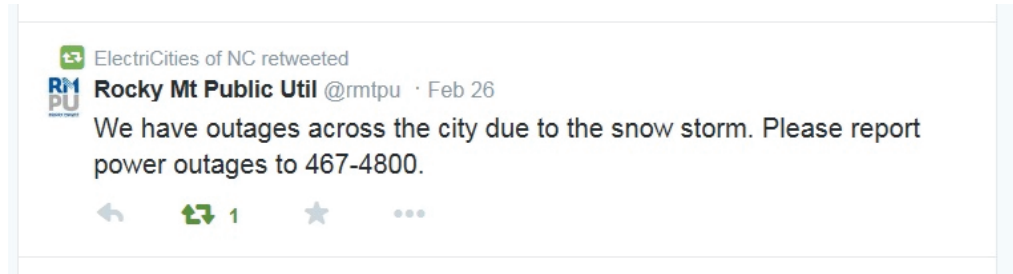 ElectriCities of NC retweeted
RM
PU
Rocky Mt Public Util @rmtpu · Feb 26
We have outages across the city due to the snow storm. Please report
power outages to 467-4800.
1